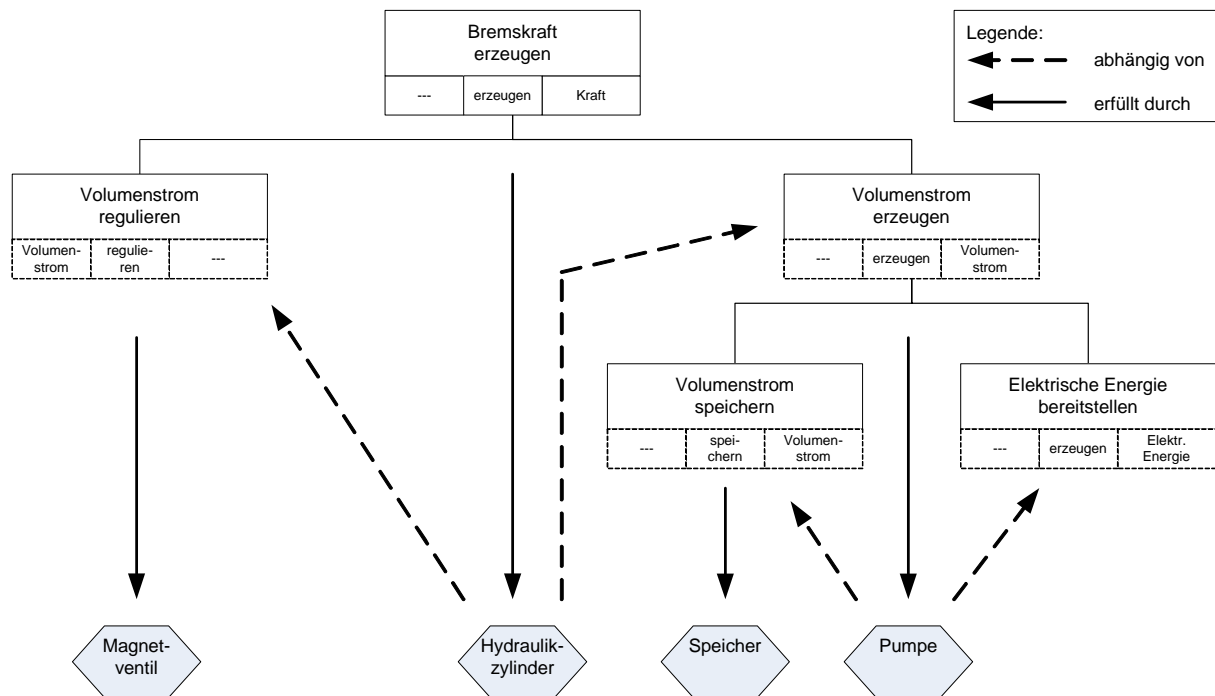 Bremskraft
erzeugen
---
erzeugen
Kraft
Legende:
abhängig von
erfüllt durch
Volumenstrom
regulieren
Volumen-
strom
regulie-
ren
---
Volumenstrom
erzeugen
---
erzeugen
Volumen-
strom
Volumenstrom
speichern
---
spei-
chern
Volumen-
strom
Elektrische Energie
bereitstellen
---
erzeugen
Elektr.
Energie
Magnet-
ventil
Hydraulik-
zylinder
Speicher
Pumpe